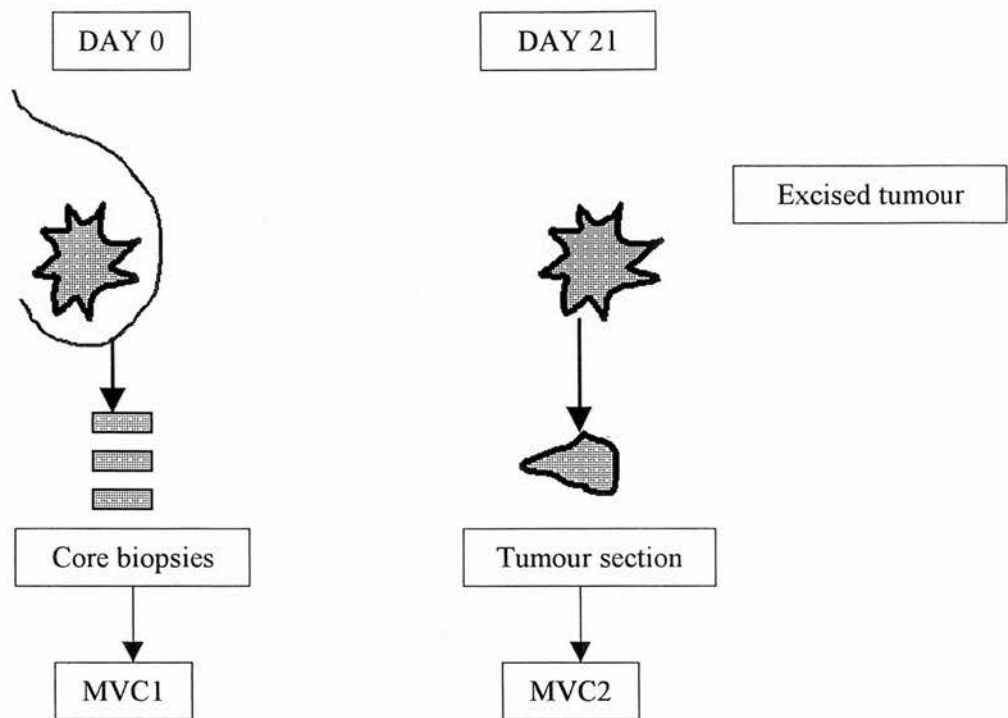 DAY 0
DAY 21
Excised tumour
Core biopsies
Tumour section
MVC1
MVC2